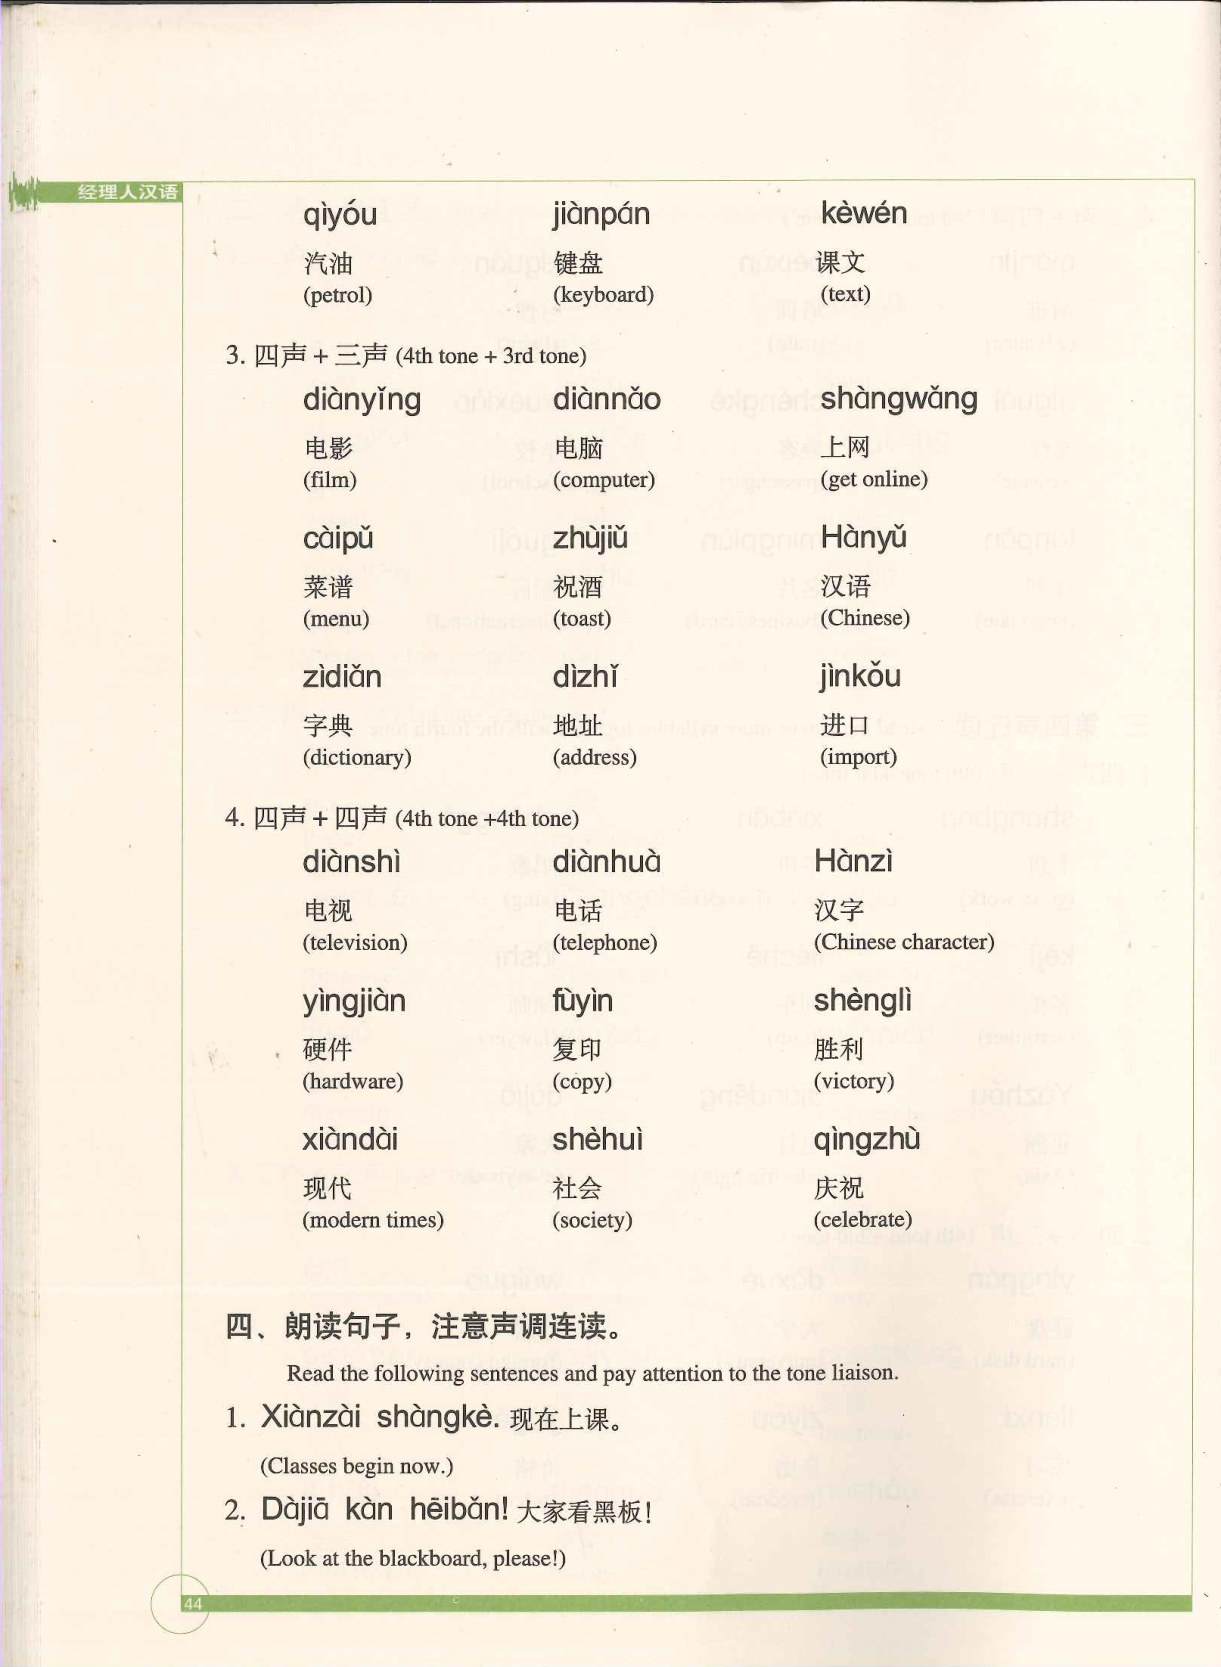 经理人汉语
qìyóu jiànpán kèwén
汽油 键盘 课文
(petrol) (keyboard) (text)
3. 四声 + 三声 (4th tone + 3rd tone)
diànyǐng diànnǎo shàngwǎng
电影 电脑 上网
(film) (computer) (get online)
càipǔ zhùjiǔ Hànyǔ
菜谱 祝酒 汉语
(menu) (toast) (Chinese)
zìdiǎn dìzhǐ jìnkǒu
字典 地址 进口
(dictionary) (address) (import)
4. 四声 + 四声 (4th tone +4th tone)
diànshì diànhuà Hànzì
电视 电话 汉字
(television) (telephone) (Chinese character)
yìngjiàn fùyìn shènglì
硬件 复印 胜利
(hardware) (copy) (victory)
xiàndài shèhuì qìngzhù
现代 社会 庆祝
(modern times) (society) (celebrate)
四、朗读句子，注意声调连读。
Read the following sentences and pay attention to the tone liaison.
1. Xiànzài shàngkè. 现在上课。
(Classes begin now.)
2. Dàjiā kàn hēibǎn! 大家看黑板！
(Look at the blackboard, please!)
44